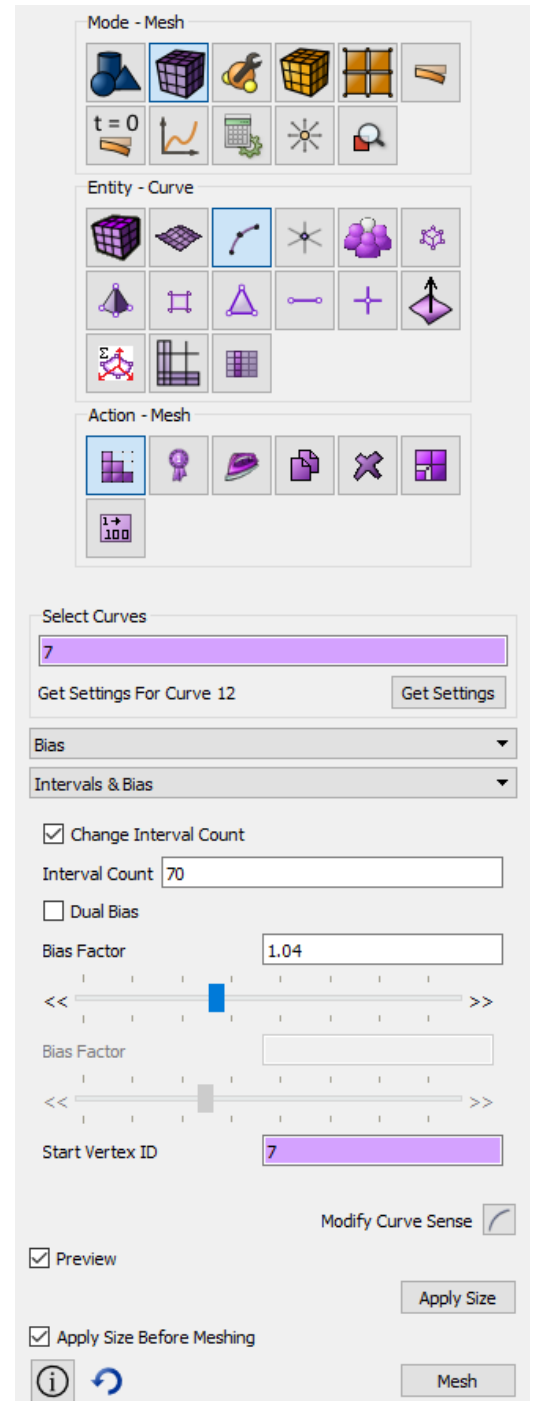 Mode - Mesh
t = 0
Entity - Curve
Σ
Action - Mesh
1→
100
Select Curves
7
Get Settings For Curve 12 Get Settings
Bias
Intervals & Bias
Change Interval Count
Interval Count 70
Dual Bias
Bias Factor 1.04
<< >>
Bias Factor
<< >>
Start Vertex ID 7
Modify Curve Sense
Preview
Apply Size
Apply Size Before Meshing
i Mesh